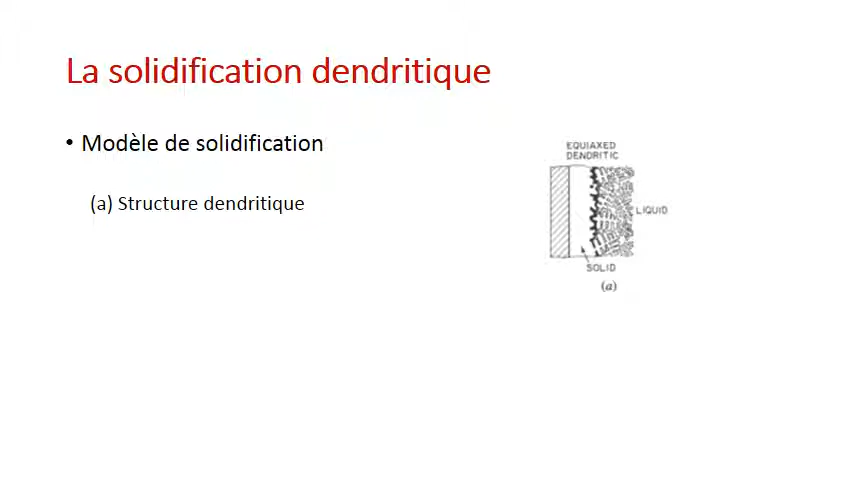 La solidification dendritique
• Modèle de solidification
(a) Structure dendritique
EQUIAXED
DENDRITIC
LIQUID
SOLID
(a)